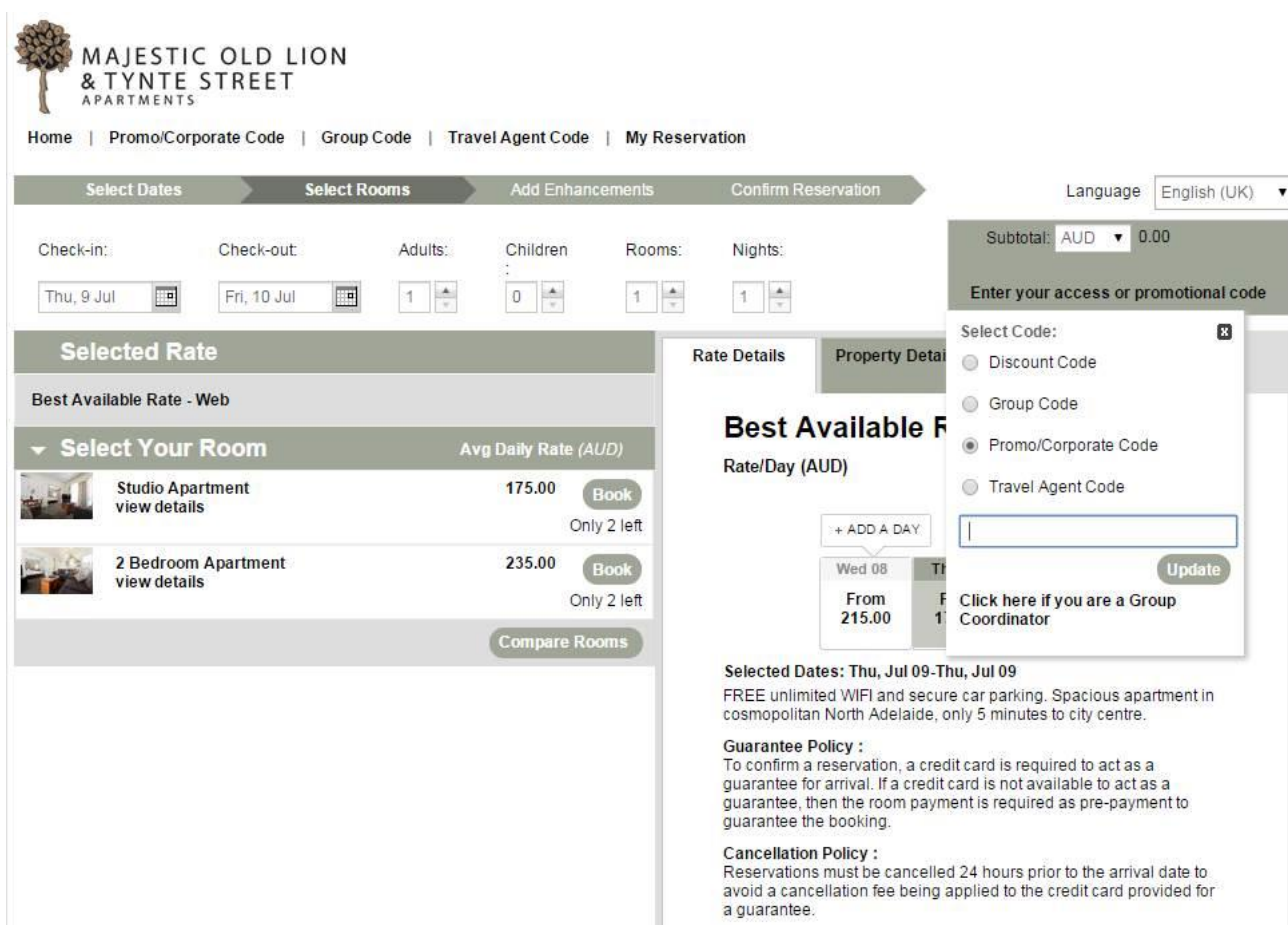 MAJESTIC OLD LION
& TYNTE STREET
APARTMENTS
Home | Promo/Corporate Code | Group Code | Travel Agent Code | My Reservation
Select Dates Select Rooms Add Enhancements Confirm Reservation
Language English (UK)
Subtotal: AUD 0.00
Check-in: Check-out: Adults: Children : Rooms: Nights:
Thu, 9 Jul Fri, 10 Jul 1 0 1 1
Enter your access or promotional code
Select Code: x
Discount Code
Group Code
Promo/Corporate Code
Travel Agent Code
Update
Click here if you are a Group
Coordinator
Selected Rate
Best Available Rate - Web
Select Your Room Avg Daily Rate (AUD)
Studio Apartment 175.00 Book
view details
Only 2 left
2 Bedroom Apartment 235.00 Book
view details
Only 2 left
Compare Rooms
Rate Details Property Detai
Best Available R
Rate/Day (AUD)
+ ADD A DAY
Wed 08 Th
From F
215.00 1
Selected Dates: Thu, Jul 09-Thu, Jul 09
FREE unlimited WIFI and secure car parking. Spacious apartment in
cosmopolitan North Adelaide, only 5 minutes to city centre.
Guarantee Policy :
To confirm a reservation, a credit card is required to act as a
guarantee for arrival. If a credit card is not available to act as a
guarantee, then the room payment is required as pre-payment to
guarantee the booking.
Cancellation Policy :
Reservations must be cancelled 24 hours prior to the arrival date to
avoid a cancellation fee being applied to the credit card provided for
a guarantee.